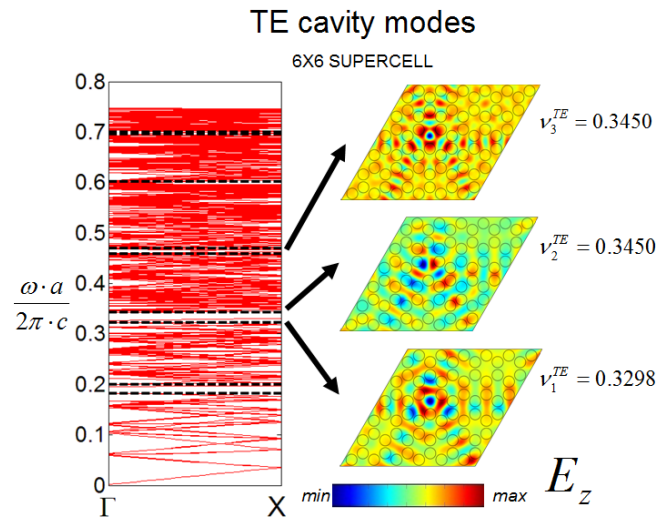 TE cavity modes
6X6 SUPERCELL
0.8
0.7
0.6
0.5
0.4
0.3
0.2
0.1
0
ω·a
2π·c
Γ X
ν₃ᵀᴱ = 0.3450
ν₂ᵀᴱ = 0.3450
ν₁ᵀᴱ = 0.3298
min max
E_z